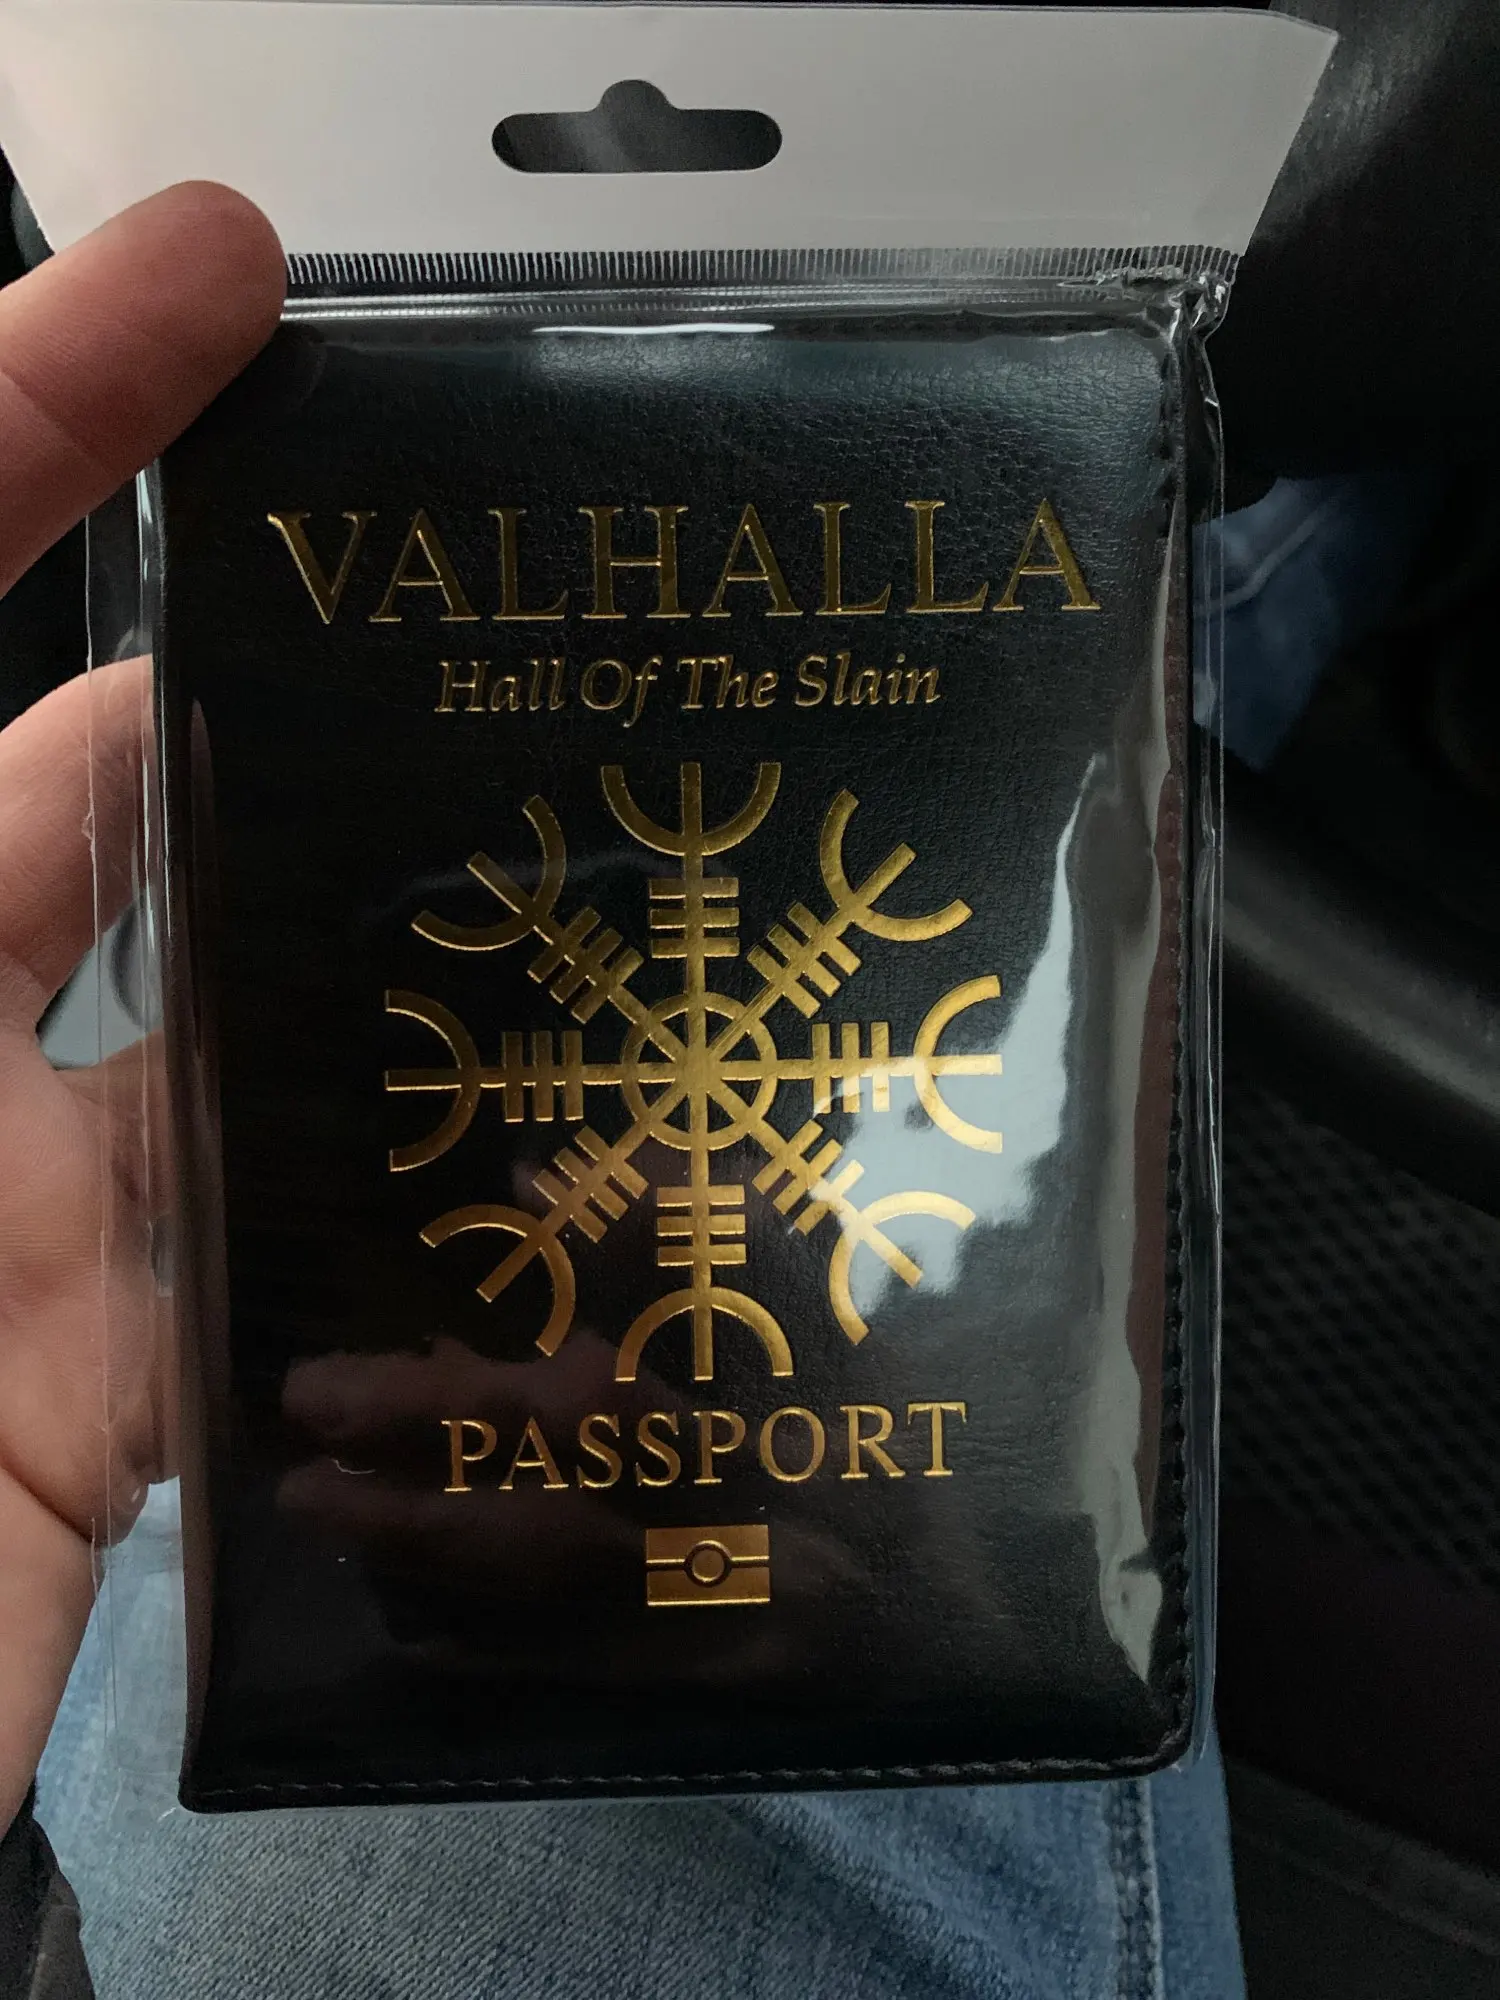 VALHALLA
Hall Of The Slain
PASSPORT